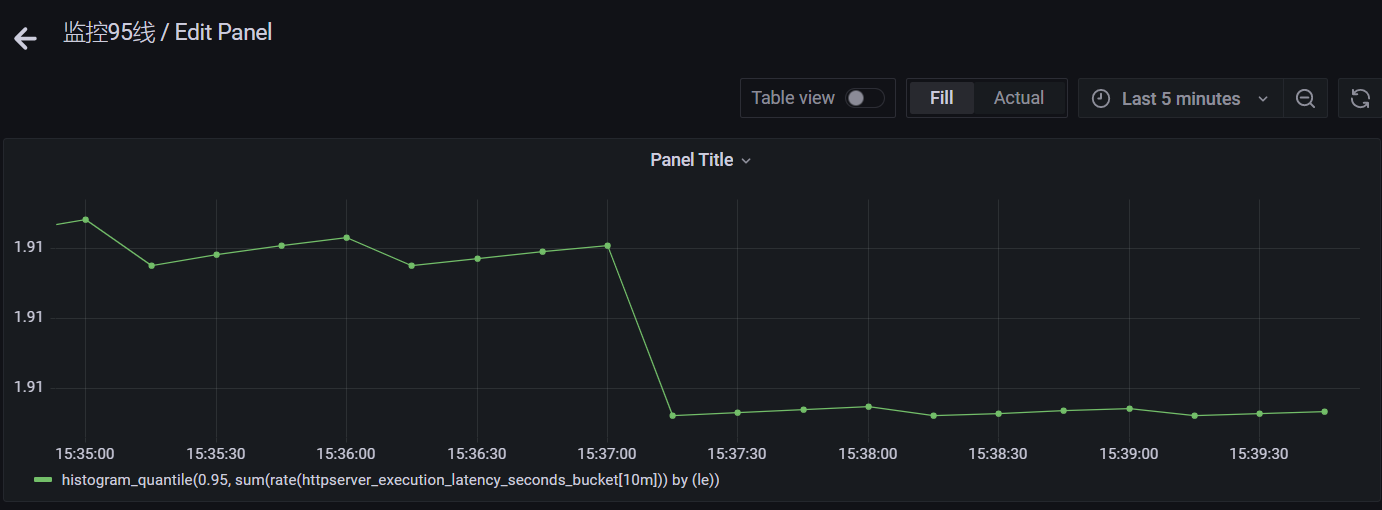 监控95线 / Edit Panel
Table view Fill Actual Last 5 minutes
Panel Title
1.91
1.91
1.91
15:35:00 15:35:30 15:36:00 15:36:30 15:37:00 15:37:30 15:38:00 15:38:30 15:39:00 15:39:30
histogram_quantile(0.95, sum(rate(httpserver_execution_latency_seconds_bucket[10m])) by (le))